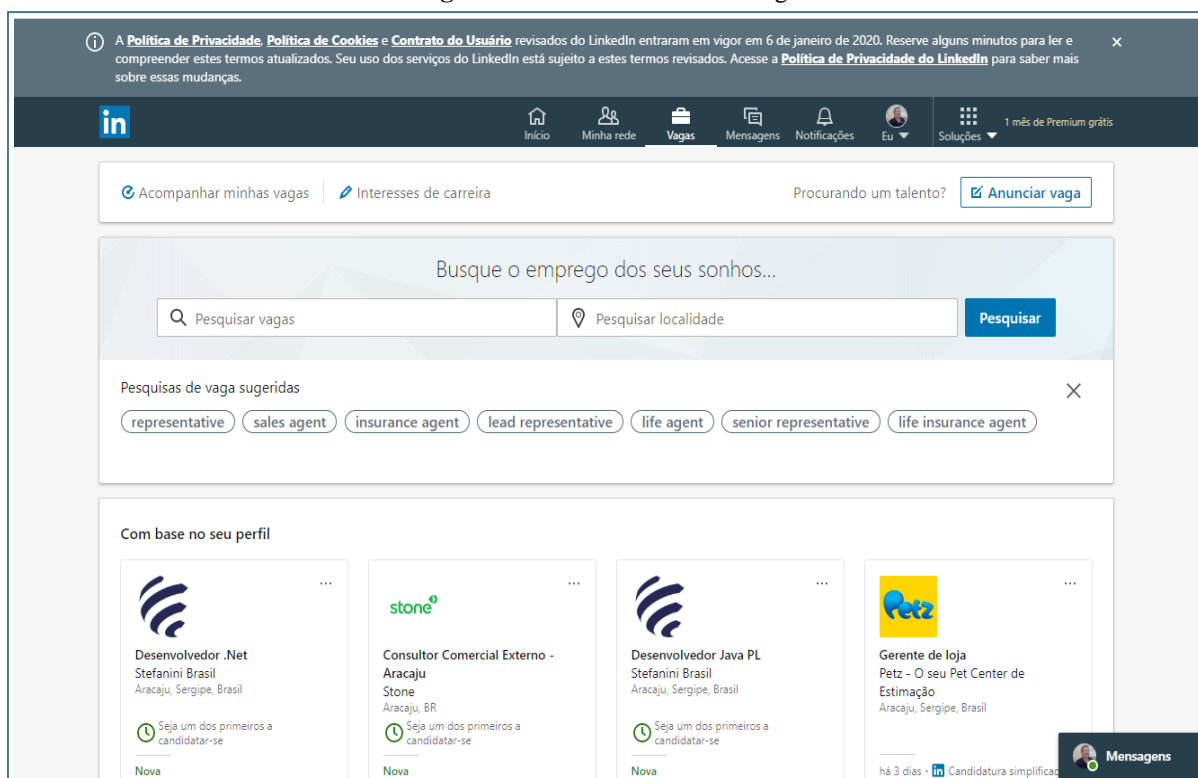 A Política de Privacidade, Política de Cookies e Contrato do Usuário revisados do LinkedIn entraram em vigor em 6 de janeiro de 2020. Reserve alguns minutos para ler e
compreender estes termos atualizados. Seu uso dos serviços do LinkedIn está sujeito a estes termos revisados. Acesse a Política de Privacidade do LinkedIn para saber mais
sobre essas mudanças.
in
Início Minha rede Vagas Mensagens Notificações Eu Soluções 1 mês de Premium grátis
Acompanhar minhas vagas Interesses de carreira Procurando um talento? Anunciar vaga
Busque o emprego dos seus sonhos...
Pesquisar vagas Pesquisar localidade Pesquisar
Pesquisas de vaga sugeridas
representative sales agent insurance agent lead representative life agent senior representative life insurance agent
Com base no seu perfil
Desenvolvedor .Net
Stefanini Brasil
Aracaju, Sergipe, Brasil
Seja um dos primeiros a
candidatar-se
Nova
stone
Consultor Comercial Externo -
Aracaju
Stone
Aracaju, BR
Seja um dos primeiros a
candidatar-se
Nova
Desenvolvedor Java PL
Stefanini Brasil
Aracaju, Sergipe, Brasil
Seja um dos primeiros a
candidatar-se
Nova
Petz
Gerente de loja
Petz - O seu Pet Center de
Estimação
Aracaju, Sergipe, Brasil
há 3 dias · in Candidatura simplificac
Mensagens